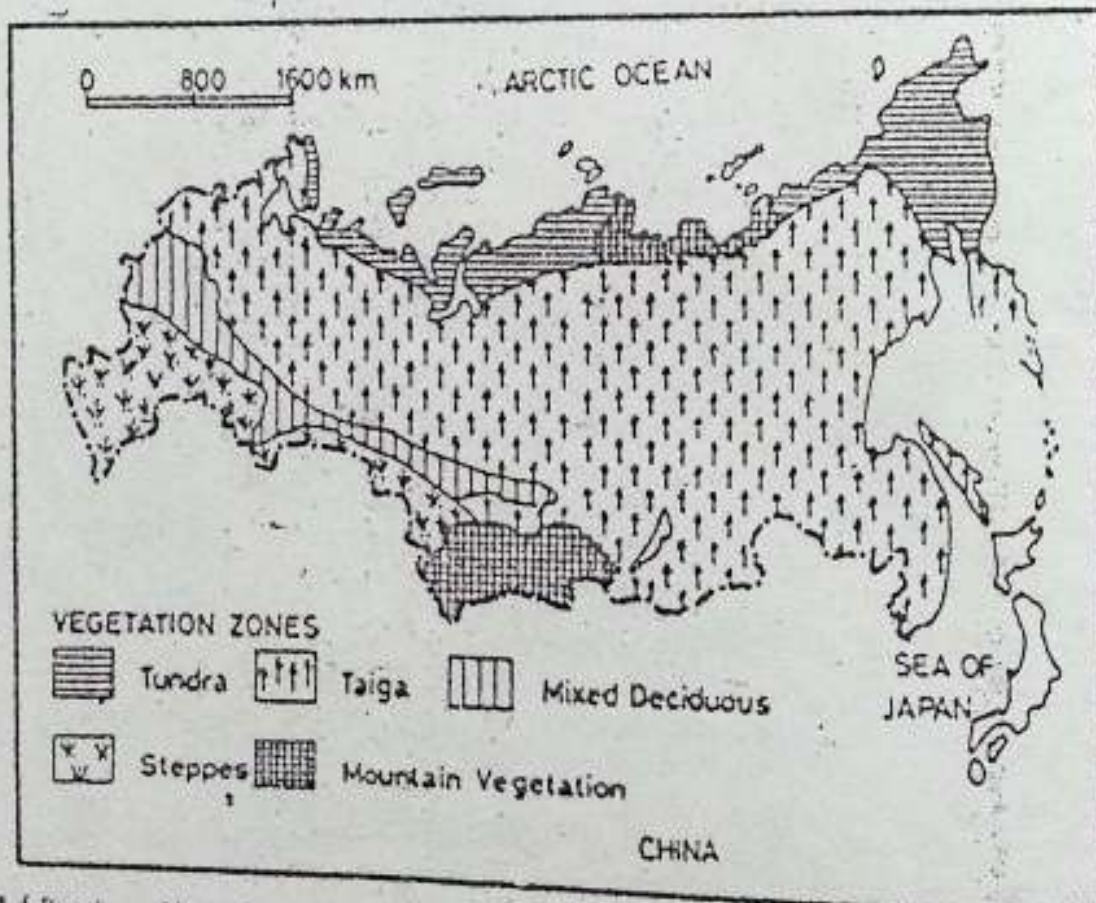 0 800 1600 km
ARCTIC OCEAN
VEGETATION ZONES
Tundra Taiga Mixed Deciduous
Steppes Mountain Vegetation
SEA OF
JAPAN
CHINA